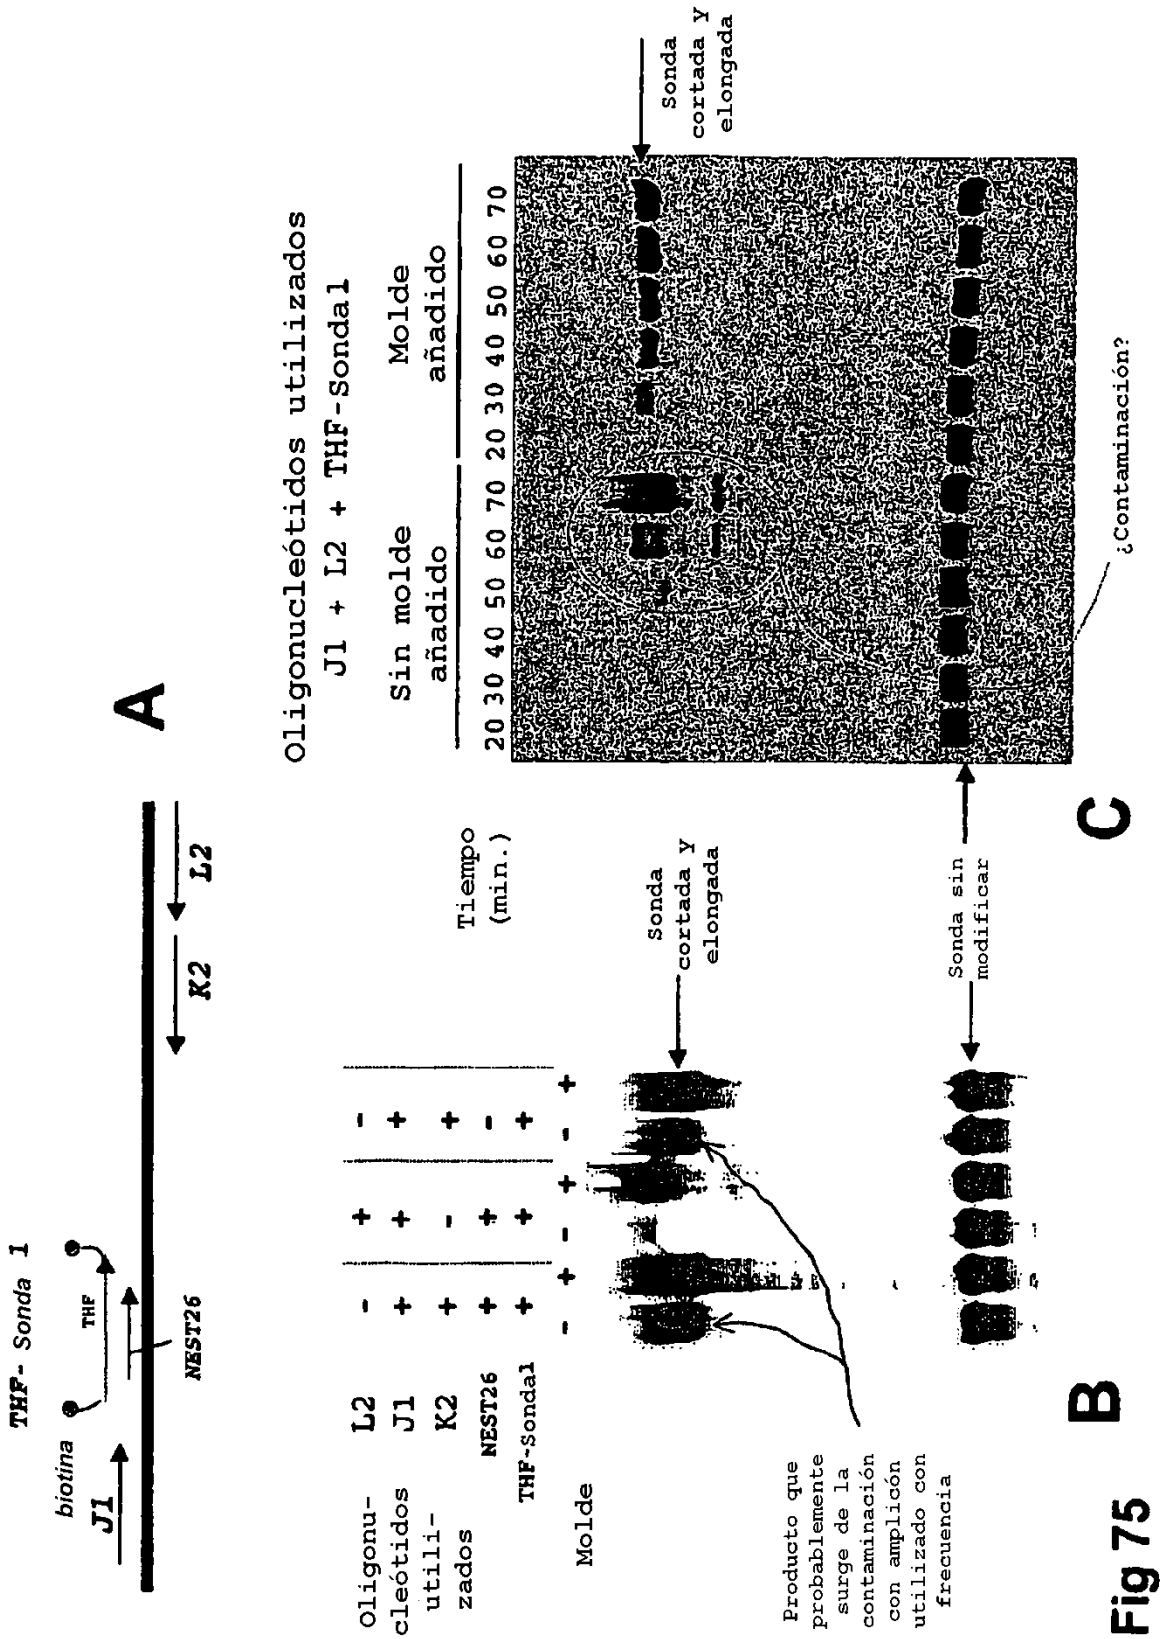 THF- Sonda 1
biotina
THF
J1
NEST26
K2
L2
A
Oligonu-
cleótidos
utili-
zados
L2 - + -
J1 + + +
K2 + - +
NEST26 + + -
THF-Sonda1 + + +
Molde - + - + - +
Sonda
cortada y
elongada
Sonda sin
modificar
Producto que
probablemente
surge de la
contaminación
con amplicón
utilizado con
frecuencia
B
Oligonucleótidos utilizados
J1 + L2 + THF-Sonda1
Sin molde
añadido
Molde
añadido
Tiempo
(min.)
20 30 40 50 60 70 20 30 40 50 60 70
Sonda
cortada y
elongada
¿Contaminación?
C
Fig 75